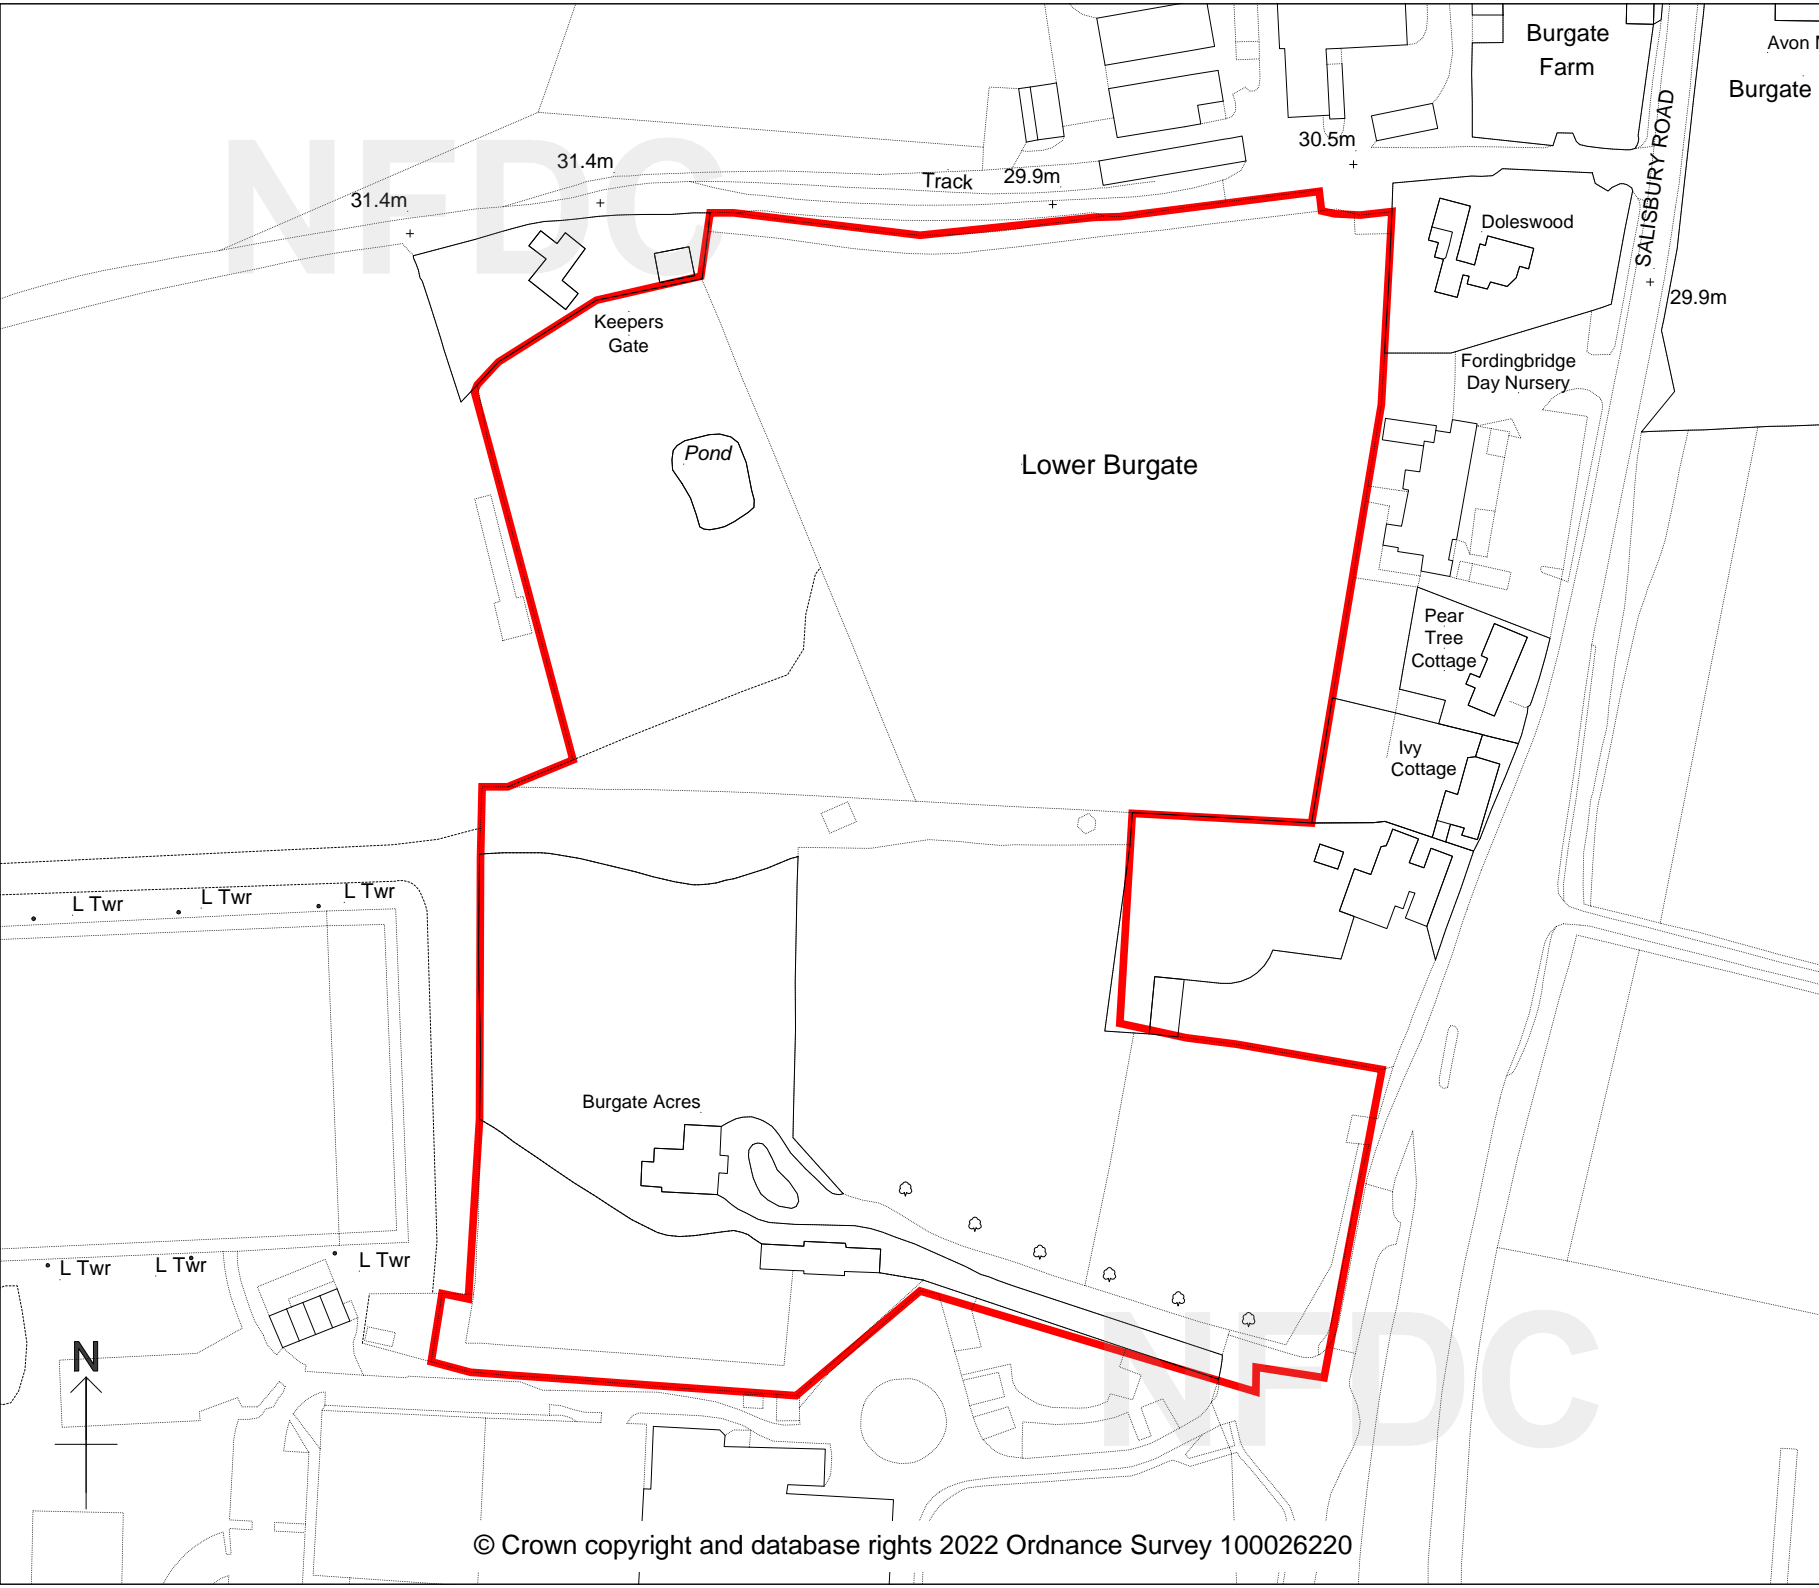 Burgate
Farm
Avon
Burgate
SALISBURY ROAD
NFDC
31.4m
31.4m
Track
29.9m
30.5m
Doleswood
29.9m
Keepers
Gate
Fordingbridge
Day Nursery
Pond
Lower Burgate
Pear
Tree
Cottage
Ivy
Cottage
L Twr
L Twr
L Twr
Burgate Acres
L Twr
L Twr
L Twr
N
NFDC
© Crown copyright and database rights 2022 Ordnance Survey 100026220